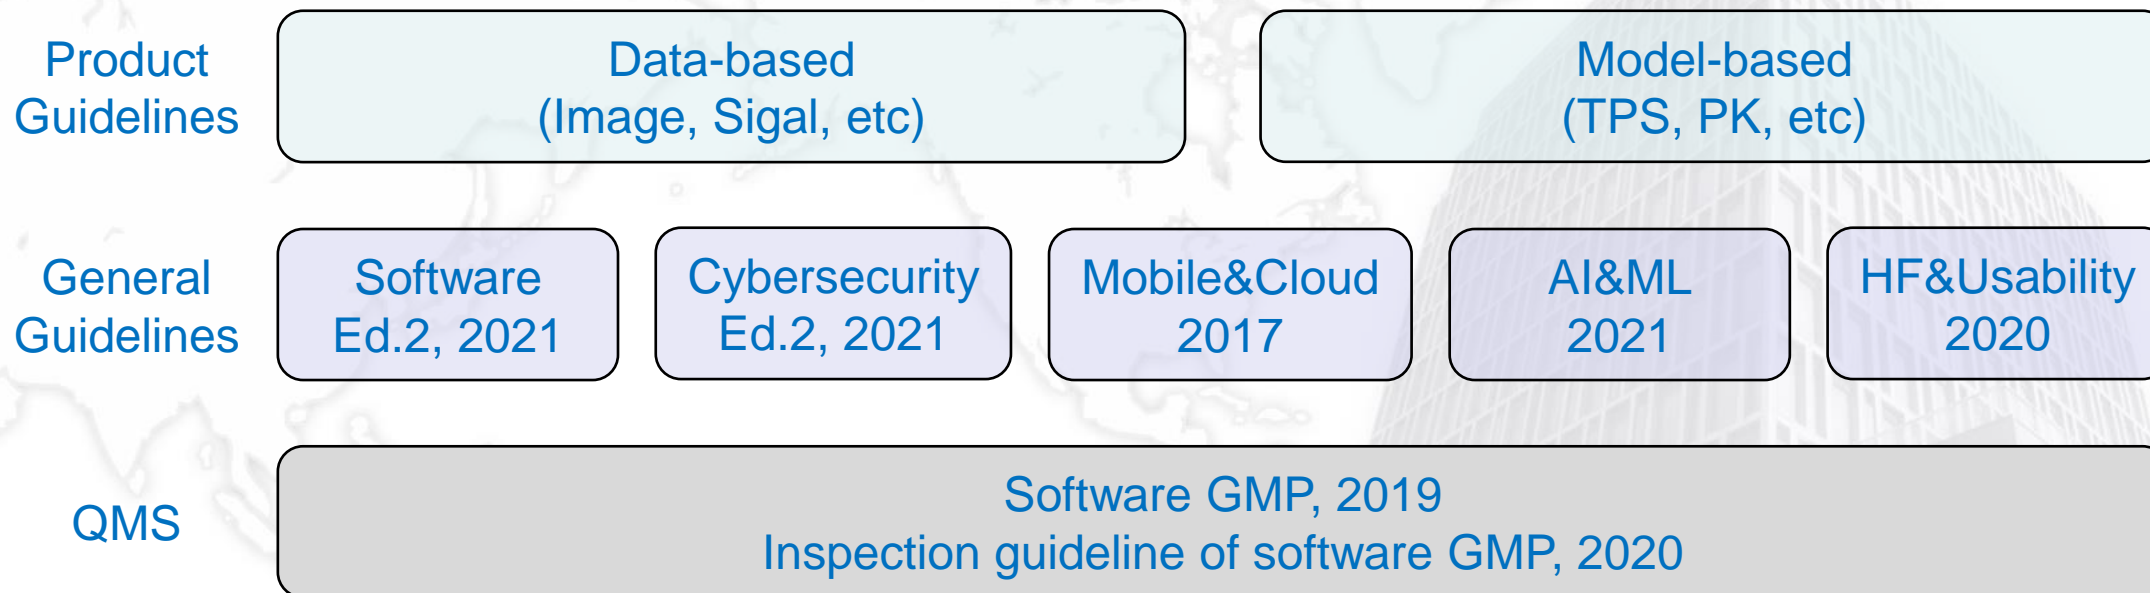 Product
Guidelines
Data-based
(Image, Sigal, etc)
Model-based
(TPS, PK, etc)
General
Guidelines
Software
Ed.2, 2021
Cybersecurity
Ed.2, 2021
Mobile&Cloud
2017
AI&ML
2021
HF&Usability
2020
QMS
Software GMP, 2019
Inspection guideline of software GMP, 2020